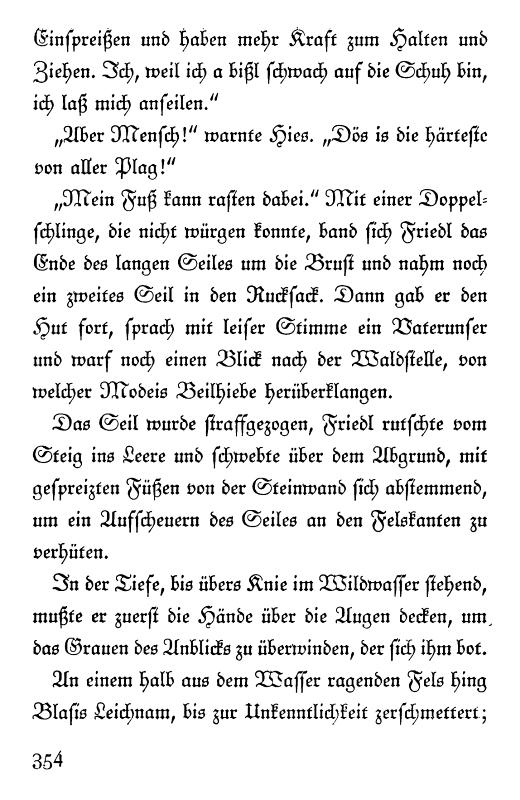 Einspreißen und haben mehr Kraft zum Halten und
Ziehen. Ich, weil ich a bißl schwach auf die Schuh bin,
ich laß mich anseilen.“
„Aber Mensch!“ warnte Hies. „Dös is die härteste
von aller Plag!“
„Mein Fuß kann rasten dabei.“ Mit einer Doppel-
schlinge, die nicht würgen konnte, band sich Friedl das
Ende des langen Seiles um die Brust und nahm noch
ein zweites Seil in den Rucksack. Dann gab er den
Hut fort, sprach mit leiser Stimme ein Vaterunser
und warf noch einen Blick nach der Waldstelle, von
welcher Modeis Beilhiebe herüberklangen.
Das Seil wurde straffgezogen, Friedl rutschte vom
Steig ins Leere und schwebte über dem Abgrund, mit
gespreizten Füßen von der Steinwand sich abstemmend,
um ein Aufscheuern des Seiles an den Felskanten zu
verhüten.
In der Tiefe, bis übers Knie im Wildwasser stehend,
mußte er zuerst die Hände über die Augen decken, um
das Grauen des Anblicks zu überwinden, der sich ihm bot.
An einem halb aus dem Wasser ragenden Fels hing
Blasis Leichnam, bis zur Unkenntlichkeit zerschmettert;
354